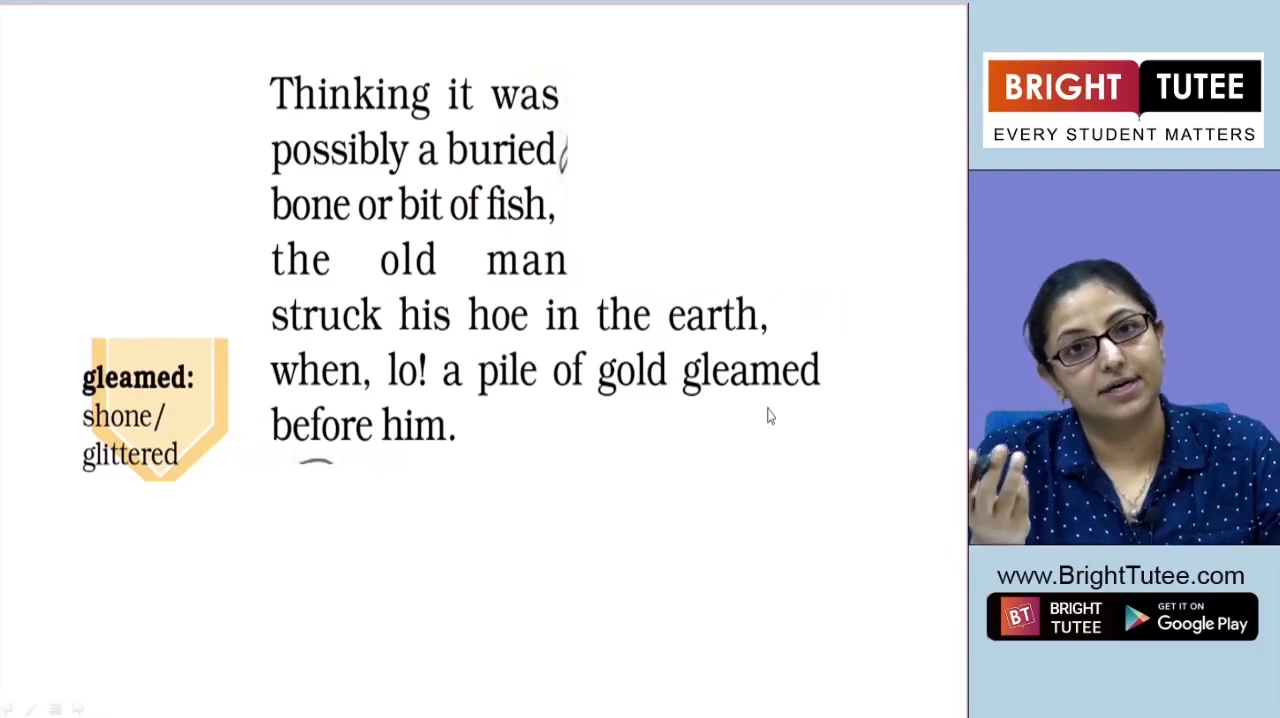 Thinking it was
possibly a buried
bone or bit of fish,
the old man
struck his hoe in the earth,
when, lo! a pile of gold gleamed
before him.
gleamed:
shone/
glittered
BRIGHT TUTEE
EVERY STUDENT MATTERS
www.BrightTutee.com
BT
BRIGHT
TUTEE
GET IT ON
Google Play